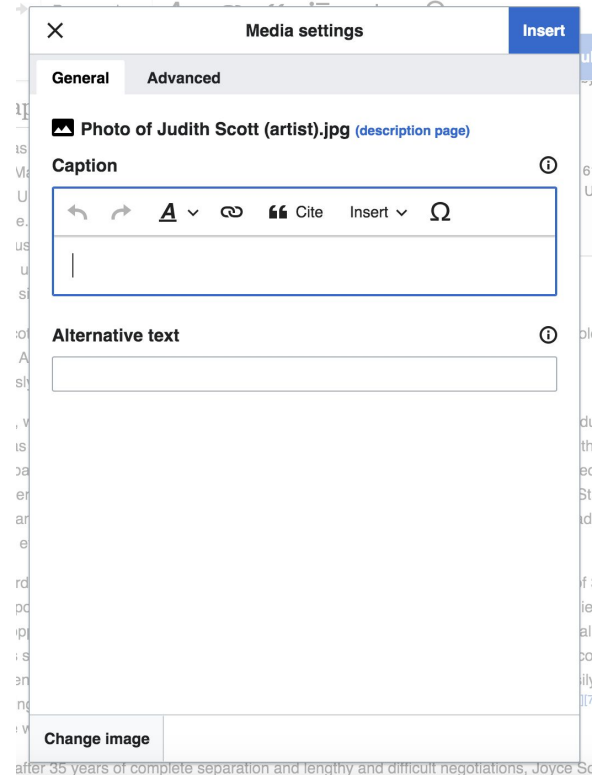 Media settings
Insert
General Advanced
Photo of Judith Scott (artist).jpg (description page)
Caption
A Cite Insert Ω
Alternative text
Change image
after 35 years of complete separation and lengthy and difficult negotiations, Joyce